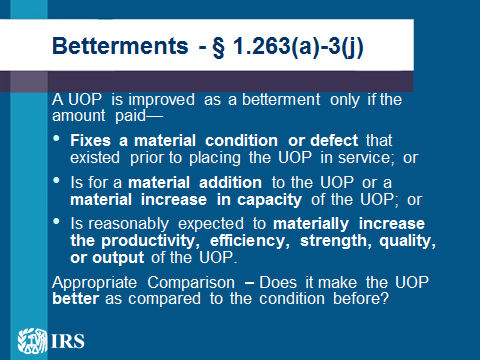 Betterments - § 1.263(a)-3(j)
A UOP is improved as a betterment only if the
amount paid—
• Fixes a material condition or defect that
existed prior to placing the UOP in service; or
• Is for a material addition to the UOP or a
material increase in capacity of the UOP; or
• Is reasonably expected to materially increase
the productivity, efficiency, strength, quality,
or output of the UOP.
Appropriate Comparison – Does it make the UOP
better as compared to the condition before?
IRS